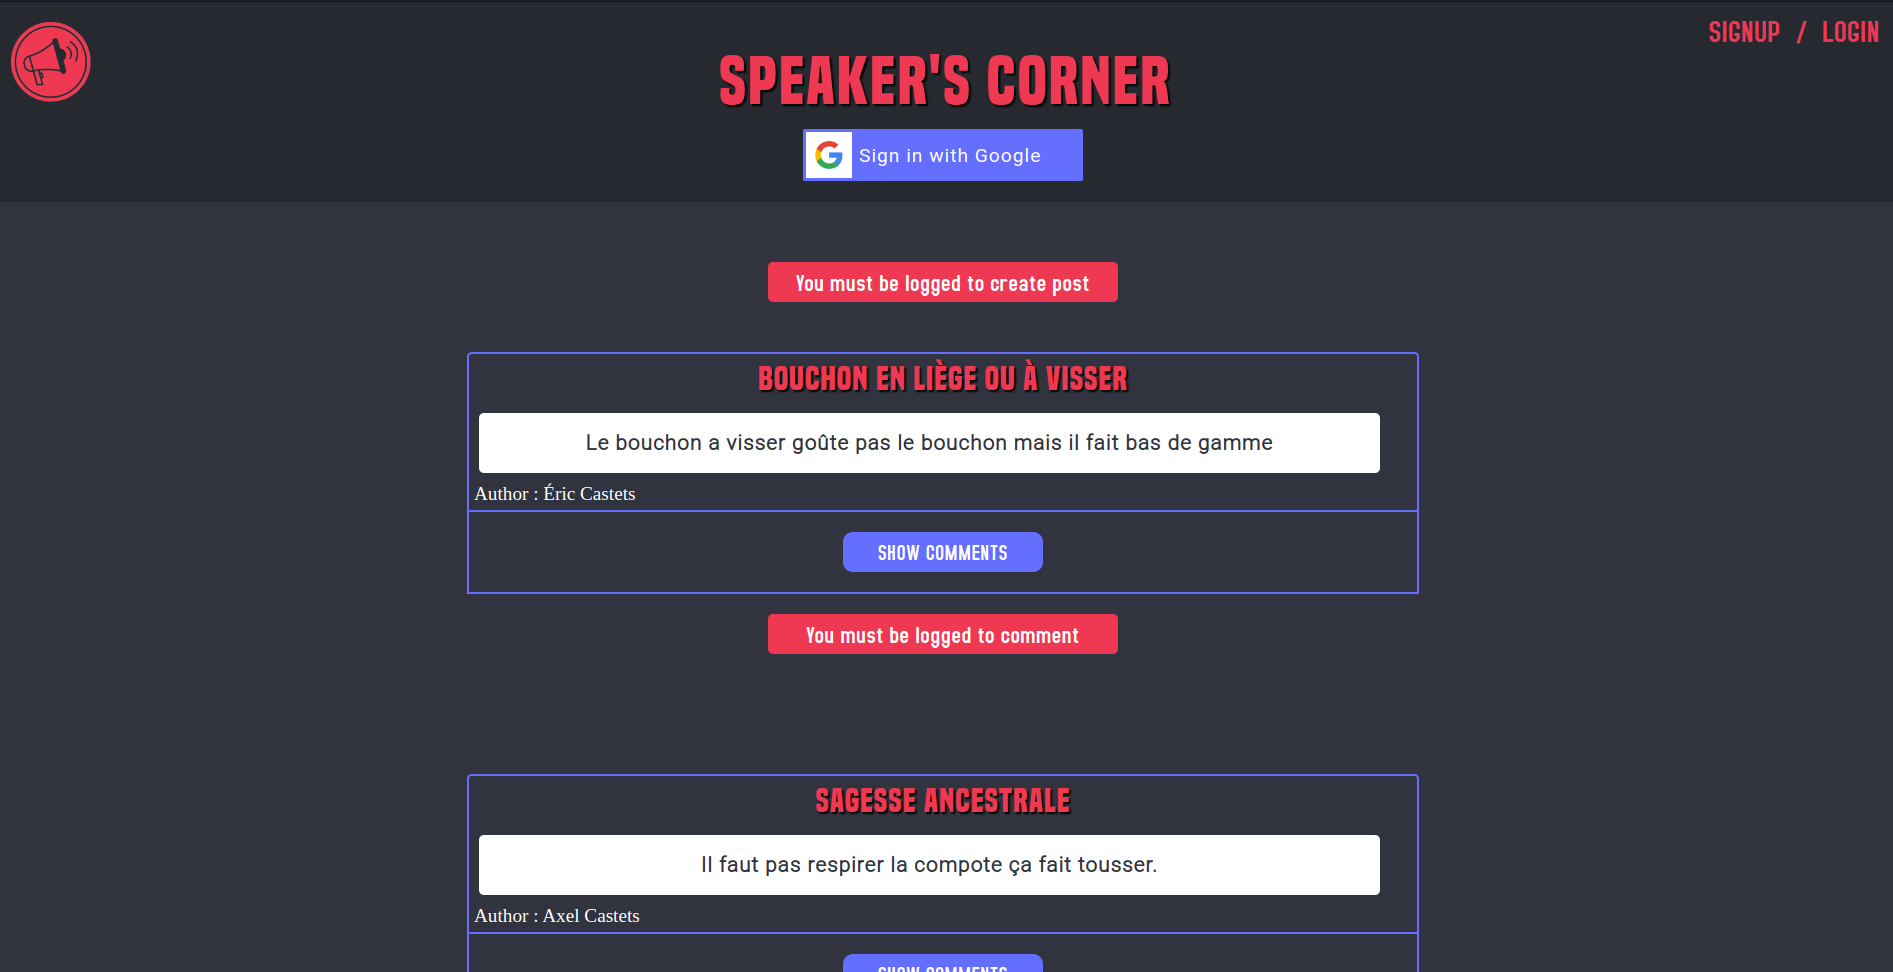 SIGNUP / LOGIN
SPEAKER'S CORNER
Sign in with Google
You must be logged to create post
BOUCHON EN LIÈGE OU À VISSER
Le bouchon a visser goûte pas le bouchon mais il fait bas de gamme
Author : Éric Castets
SHOW COMMENTS
You must be logged to comment
SAGESSE ANCESTRALE
Il faut pas respirer la compote ça fait tousser.
Author : Axel Castets
SHOW COMMENTS